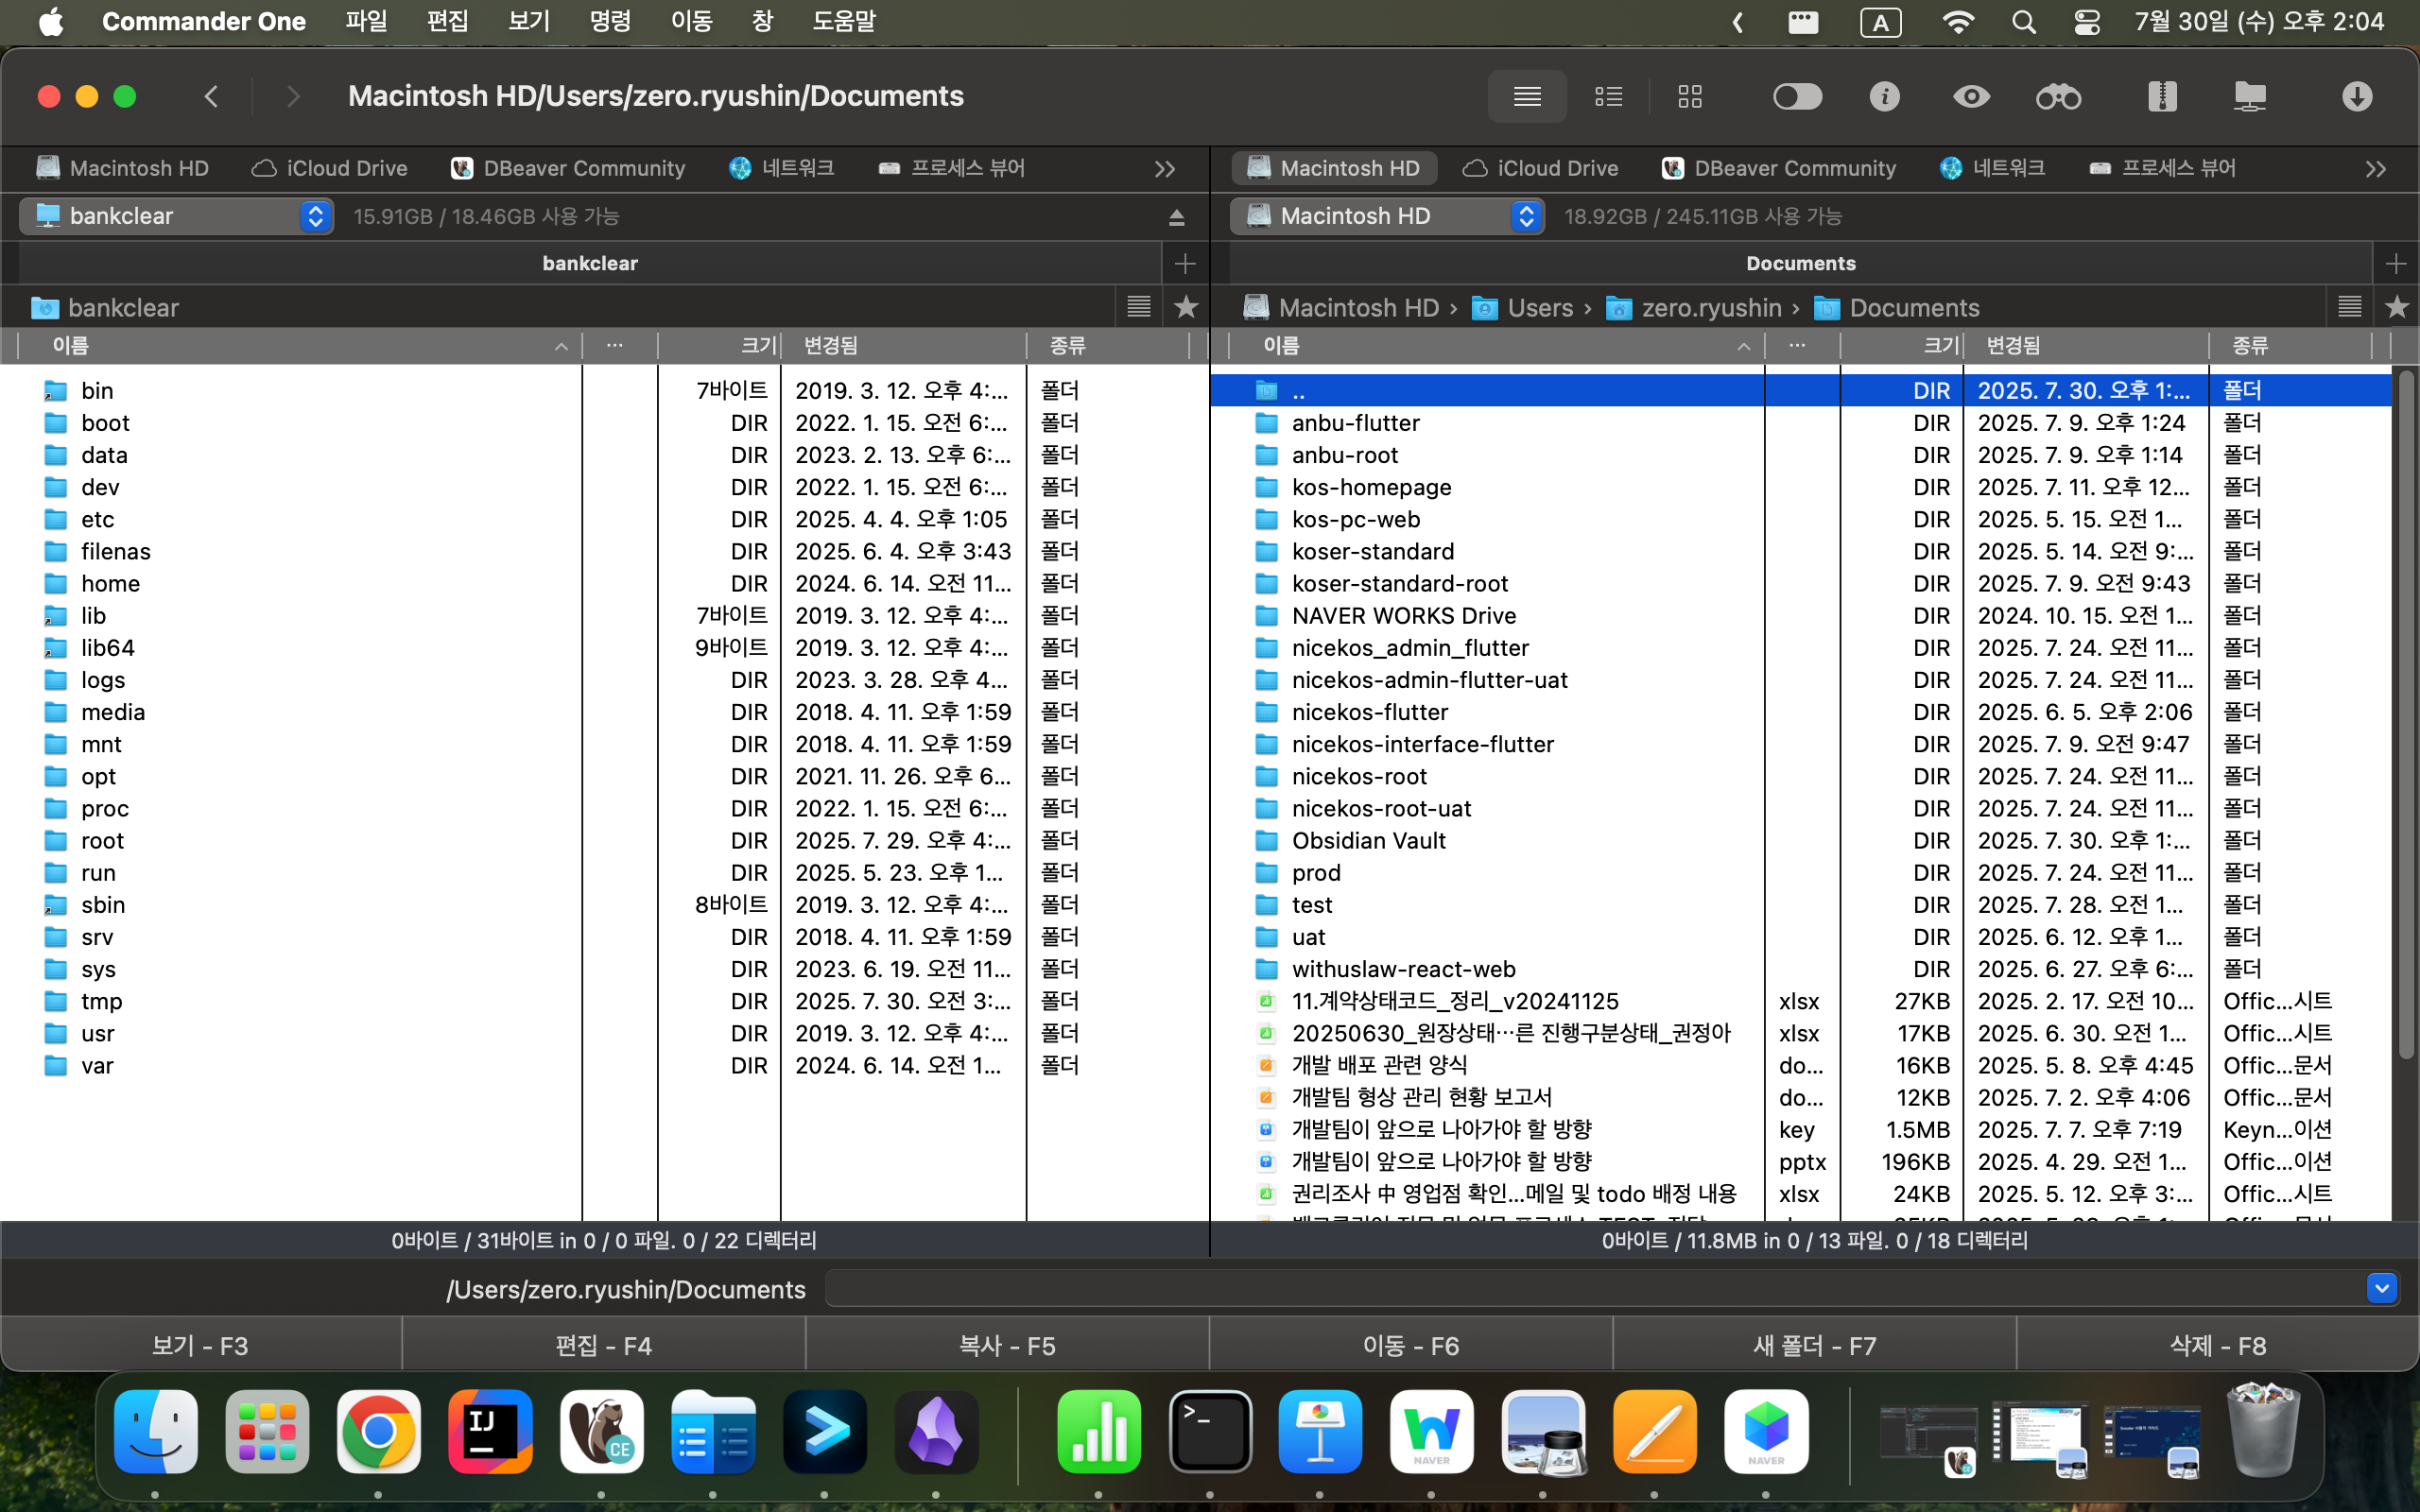 Commander One 파일 편집 보기 명령 이동 창 도움말 A 7월 30일 (수) 오후 2:04
Macintosh HD/Users/zero.ryushin/Documents
Macintosh HD iCloud Drive DBeaver Community 네트워크 프로세스 뷰어
Macintosh HD iCloud Drive DBeaver Community 네트워크 프로세스 뷰어
bankclear 15.91GB / 18.46GB 사용 가능
Macintosh HD 18.92GB / 245.11GB 사용 가능
bankclear
Documents
bankclear
Macintosh HD › Users › zero.ryushin › Documents
이름 ... 크기 변경됨 종류
bin 7바이트 2019. 3. 12. 오후 4:... 폴더
boot DIR 2022. 1. 15. 오전 6:... 폴더
data DIR 2023. 2. 13. 오후 6:... 폴더
dev DIR 2022. 1. 15. 오전 6:... 폴더
etc DIR 2025. 4. 4. 오후 1:05 폴더
filenas DIR 2025. 6. 4. 오후 3:43 폴더
home DIR 2024. 6. 14. 오전 11... 폴더
lib 7바이트 2019. 3. 12. 오후 4:... 폴더
lib64 9바이트 2019. 3. 12. 오후 4:... 폴더
logs DIR 2023. 3. 28. 오후 4... 폴더
media DIR 2018. 4. 11. 오후 1:59 폴더
mnt DIR 2018. 4. 11. 오후 1:59 폴더
opt DIR 2021. 11. 26. 오후 6... 폴더
proc DIR 2022. 1. 15. 오전 6:... 폴더
root DIR 2025. 7. 29. 오후 4:... 폴더
run DIR 2025. 5. 23. 오후 1... 폴더
sbin 8바이트 2019. 3. 12. 오후 4:... 폴더
srv DIR 2018. 4. 11. 오후 1:59 폴더
sys DIR 2023. 6. 19. 오전 11... 폴더
tmp DIR 2025. 7. 30. 오전 3:... 폴더
usr DIR 2019. 3. 12. 오후 4:... 폴더
var DIR 2024. 6. 14. 오전 1... 폴더
이름 ... 크기 변경됨 종류
.. DIR 2025. 7. 30. 오후 1:... 폴더
anbu-flutter DIR 2025. 7. 9. 오후 1:24 폴더
anbu-root DIR 2025. 7. 9. 오후 1:14 폴더
kos-homepage DIR 2025. 7. 11. 오후 12... 폴더
kos-pc-web DIR 2025. 5. 15. 오전 1... 폴더
koser-standard DIR 2025. 5. 14. 오전 9:... 폴더
koser-standard-root DIR 2025. 7. 9. 오전 9:43 폴더
NAVER WORKS Drive DIR 2024. 10. 15. 오전 1... 폴더
nicekos_admin_flutter DIR 2025. 7. 24. 오전 11... 폴더
nicekos-admin-flutter-uat DIR 2025. 7. 24. 오전 11... 폴더
nicekos-flutter DIR 2025. 6. 5. 오후 2:06 폴더
nicekos-interface-flutter DIR 2025. 7. 9. 오전 9:47 폴더
nicekos-root DIR 2025. 7. 24. 오전 11... 폴더
nicekos-root-uat DIR 2025. 7. 24. 오전 11... 폴더
Obsidian Vault DIR 2025. 7. 30. 오후 1:... 폴더
prod DIR 2025. 7. 24. 오전 11... 폴더
test DIR 2025. 7. 28. 오전 1... 폴더
uat DIR 2025. 6. 12. 오후 1... 폴더
withuslaw-react-web DIR 2025. 6. 27. 오후 6:... 폴더
11.계약상태코드_정리_v20241125 xlsx 27KB 2025. 2. 17. 오전 10... Offic...시트
20250630_원장상태…른 진행구분상태_권정아 xlsx 17KB 2025. 6. 30. 오전 1... Offic...시트
개발 배포 관련 양식 do... 16KB 2025. 5. 8. 오후 4:45 Offic...문서
개발팀 형상 관리 현황 보고서 do... 12KB 2025. 7. 2. 오후 4:06 Offic...문서
개발팀이 앞으로 나아가야 할 방향 key 1.5MB 2025. 7. 7. 오후 7:19 Keyn...이션
개발팀이 앞으로 나아가야 할 방향 pptx 196KB 2025. 4. 29. 오전 1... Offic...이션
권리조사 中 영업점 확인...메일 및 todo 배정 내용 xlsx 24KB 2025. 5. 12. 오후 3:... Offic...시트
0바이트 / 31바이트 in 0 / 0 파일. 0 / 22 디렉터리
0바이트 / 11.8MB in 0 / 13 파일. 0 / 18 디렉터리
/Users/zero.ryushin/Documents
보기 - F3 편집 - F4 복사 - F5 이동 - F6 새 폴더 - F7 삭제 - F8
IJ CE NAVER NAVER